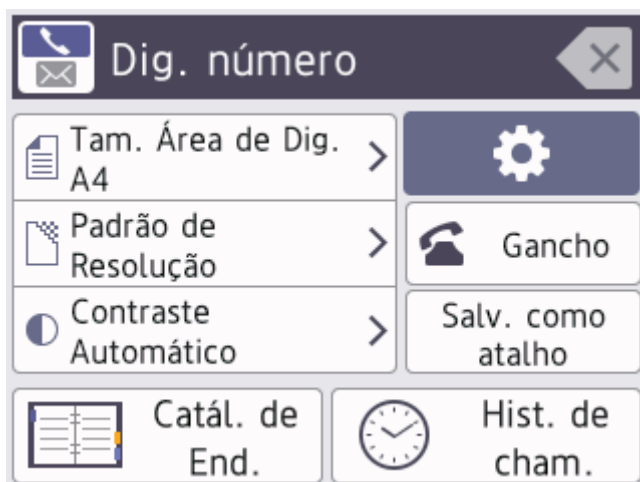 Dig. número
Tam. Área de Dig.
A4
Padrão de
Resolução
Contraste
Automático
Gancho
Salv. como
atalho
Catál. de
End.
Hist. de
cham.